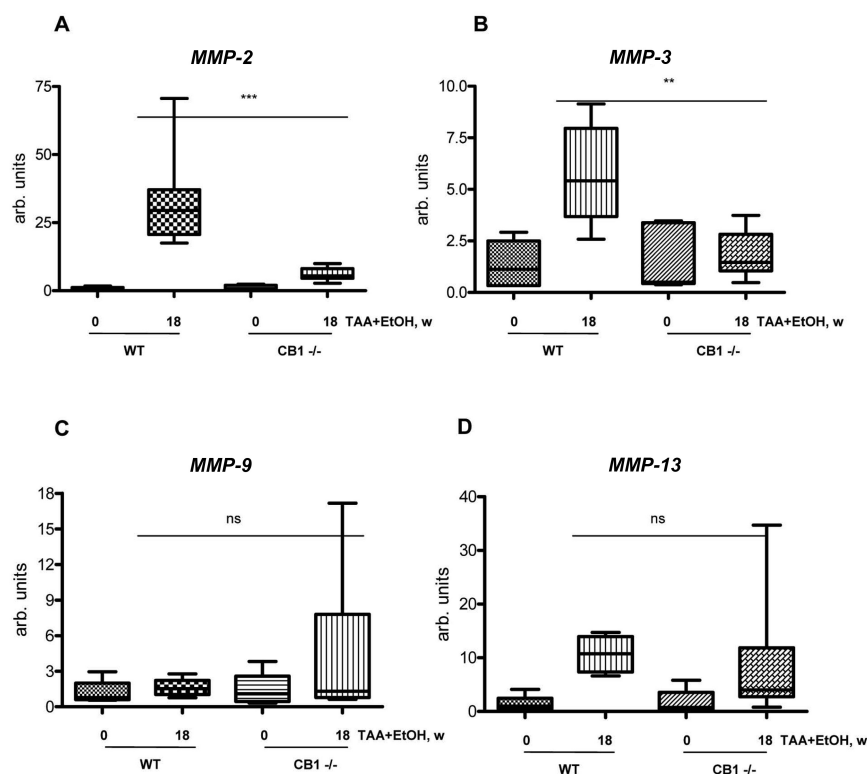 A
MMP-2
75
***
50
arb. units
25
0
0 18 0 18 TAA+EtOH, w
WT CB1 -/-
B
MMP-3
10.0
**
7.5
arb. units
5.0
2.5
0.0
0 18 0 18 TAA+EtOH, w
WT CB1 -/-
C
MMP-9
18
ns
15
12
arb. units
9
6
3
0
0 18 0 18 TAA+EtOH, w
WT CB1 -/-
D
MMP-13
40
ns
30
arb. units
20
10
0
0 18 0 18 TAA+EtOH, w
WT CB1 -/-